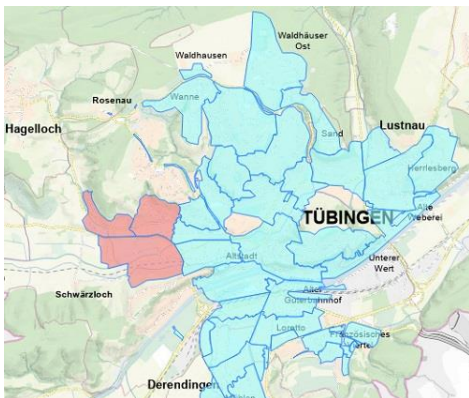 Waldhäuser
Ost
Waldhausen
Wanne
Rosenau
Hagelloch
Sand
Lustnau
Herrlesberg
Alte
Weberei
TÜBINGEN
Altstadt
Unterer
Wert
Schwärzloch
Alter
Güterbahnhof
Loretto
Französisches
Derendingen